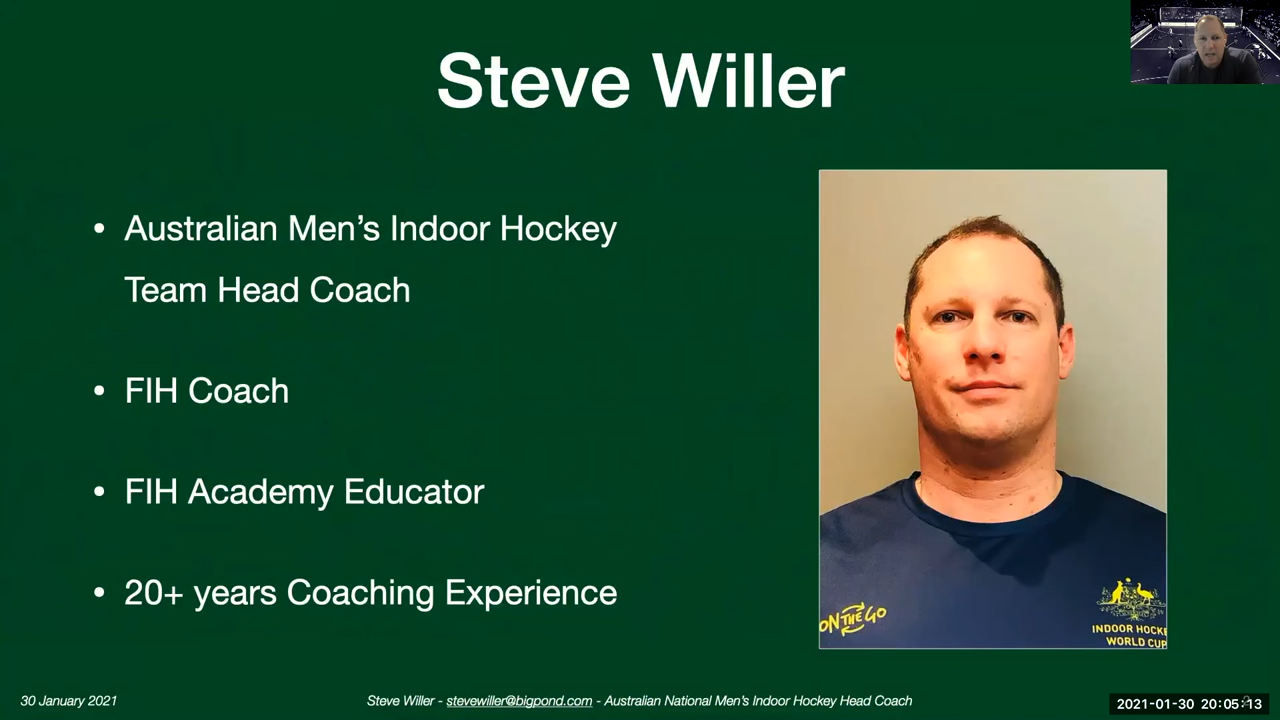 Steve Willer
• Australian Men’s Indoor Hockey
Team Head Coach
• FIH Coach
• FIH Academy Educator
• 20+ years Coaching Experience
ON THE GO
INDOOR HOCKE
WORLD CUP
30 January 2021
Steve Willer - stevewiller@bigpond.com - Australian National Men’s Indoor Hockey Head Coach
2021-01-30 20:05:13